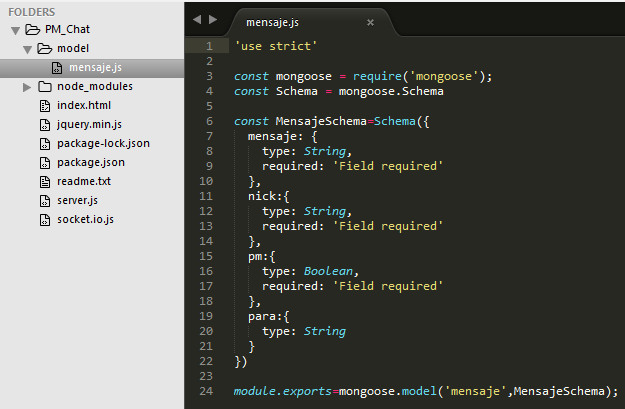 FOLDERS
PM_Chat
model
mensaje.js
node_modules
index.html
jquery.min.js
package-lock.json
package.json
readme.txt
server.js
socket.io.js
mensaje.js
1 'use strict'
2
3 const mongoose = require('mongoose');
4 const Schema = mongoose.Schema
5
6 const MensajeSchema=Schema({
7 mensaje: {
8 type: String,
9 required: 'Field required'
10 },
11 nick:{
12 type: String,
13 required: 'Field required'
14 },
15 pm:{
16 type: Boolean,
17 required: 'Field required'
18 },
19 para:{
20 type: String
21 }
22 })
23
24 module.exports=mongoose.model('mensaje',MensajeSchema);